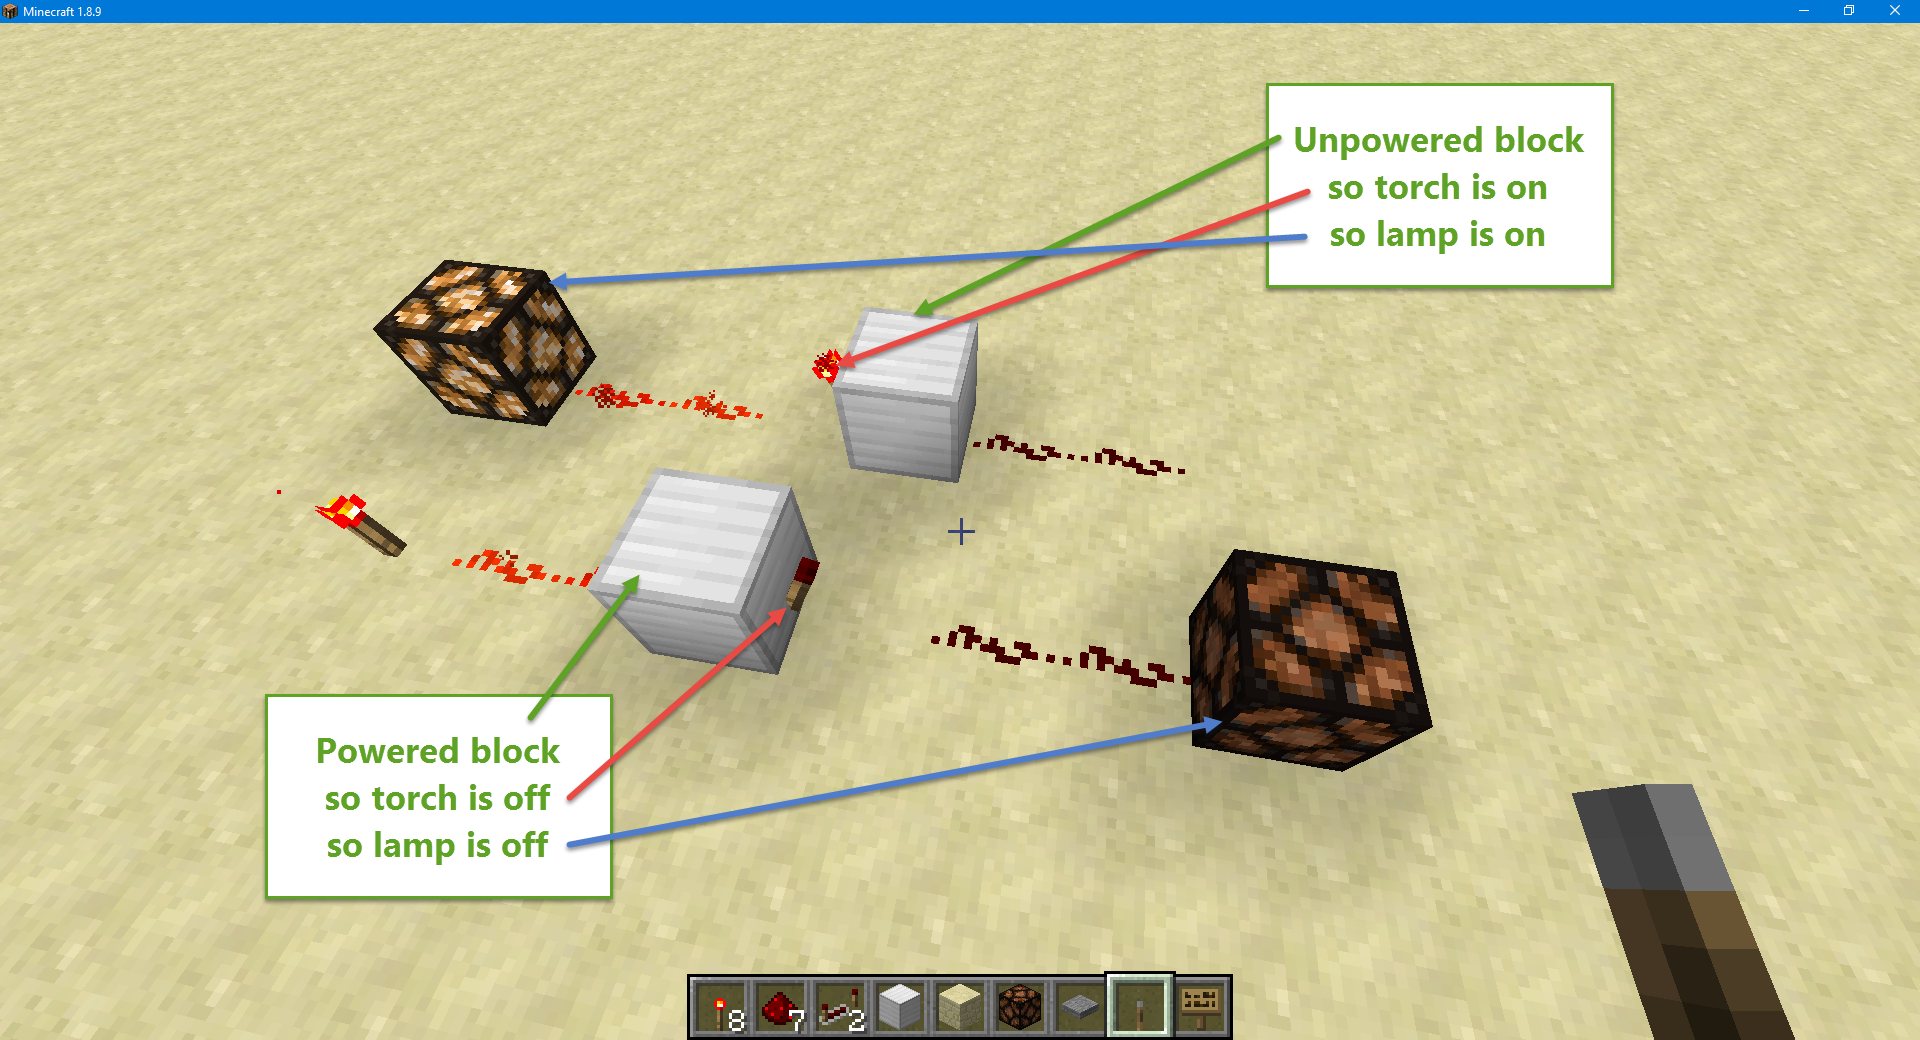 Minecraft 1.8.9
Unpowered block
so torch is on
so lamp is on
Powered block
so torch is off
so lamp is off
8 7 2